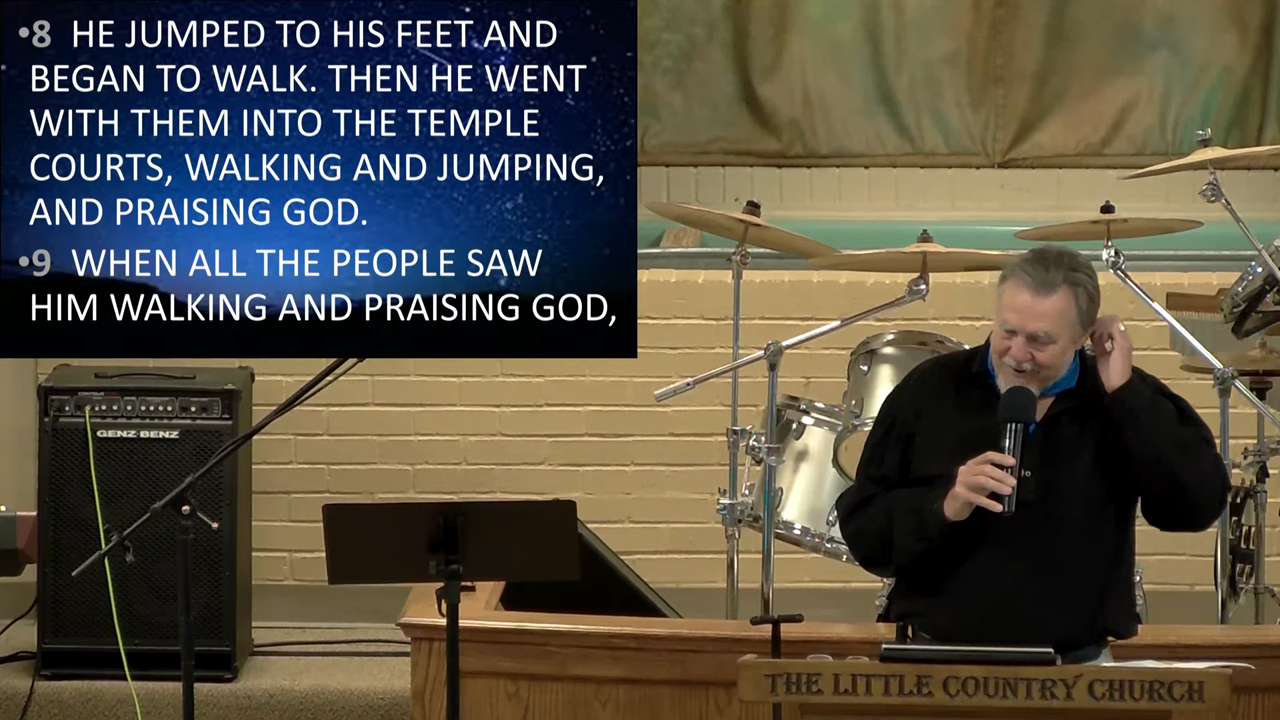 •8 HE JUMPED TO HIS FEET AND
BEGAN TO WALK. THEN HE WENT
WITH THEM INTO THE TEMPLE
COURTS, WALKING AND JUMPING,
AND PRAISING GOD.
•9 WHEN ALL THE PEOPLE SAW
HIM WALKING AND PRAISING GOD,
GENZ·BENZ
THE LITTLE COUNTRY CHURCH